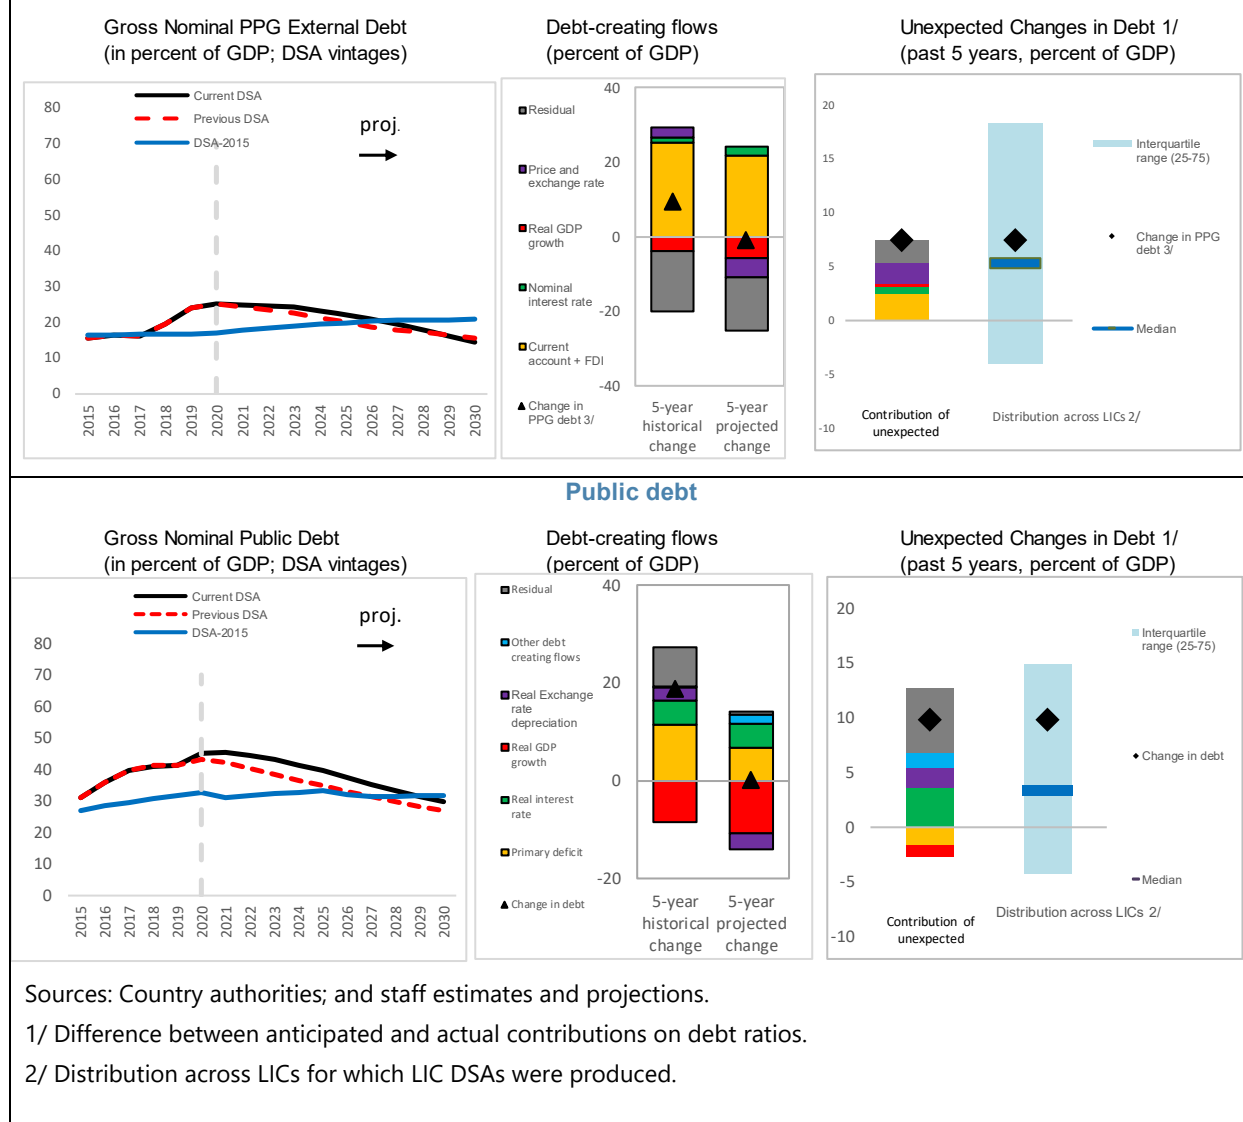 Gross Nominal PPG External Debt
(in percent of GDP; DSA vintages)
Current DSA
Previous DSA
DSA-2015
proj.
80
70
60
50
40
30
20
10
0
2015
2016
2017
2018
2019
2020
2021
2022
2023
2024
2025
2026
2027
2028
2029
2030
Debt-creating flows
(percent of GDP)
Residual
Price and
exchange rate
Real GDP
growth
Nominal
interest rate
Current
account + FDI
Change in
PPG debt 3/
40
20
0
-20
-40
5-year
historical
change
5-year
projected
change
Unexpected Changes in Debt 1/
(past 5 years, percent of GDP)
20
15
10
5
0
-5
-10
Interquartile
range (25-75)
Change in PPG
debt 3/
Median
Contribution of
unexpected
Distribution across LICs 2/
Public debt
Gross Nominal Public Debt
(in percent of GDP; DSA vintages)
Current DSA
Previous DSA
DSA-2015
proj.
80
70
60
50
40
30
20
10
0
2015
2016
2017
2018
2019
2020
2021
2022
2023
2024
2025
2026
2027
2028
2029
2030
Debt-creating flows
(percent of GDP)
Residual
Other debt
creating flows
Real Exchange
rate
depreciation
Real GDP
growth
Real interest
rate
Primary deficit
Change in debt
40
20
0
-20
5-year
historical
change
5-year
projected
change
Unexpected Changes in Debt 1/
(past 5 years, percent of GDP)
20
15
10
5
0
-5
-10
Interquartile
range (25-75)
Change in debt
Median
Contribution of
unexpected
Distribution across LICs 2/
Sources: Country authorities; and staff estimates and projections.
1/ Difference between anticipated and actual contributions on debt ratios.
2/ Distribution across LICs for which LIC DSAs were produced.